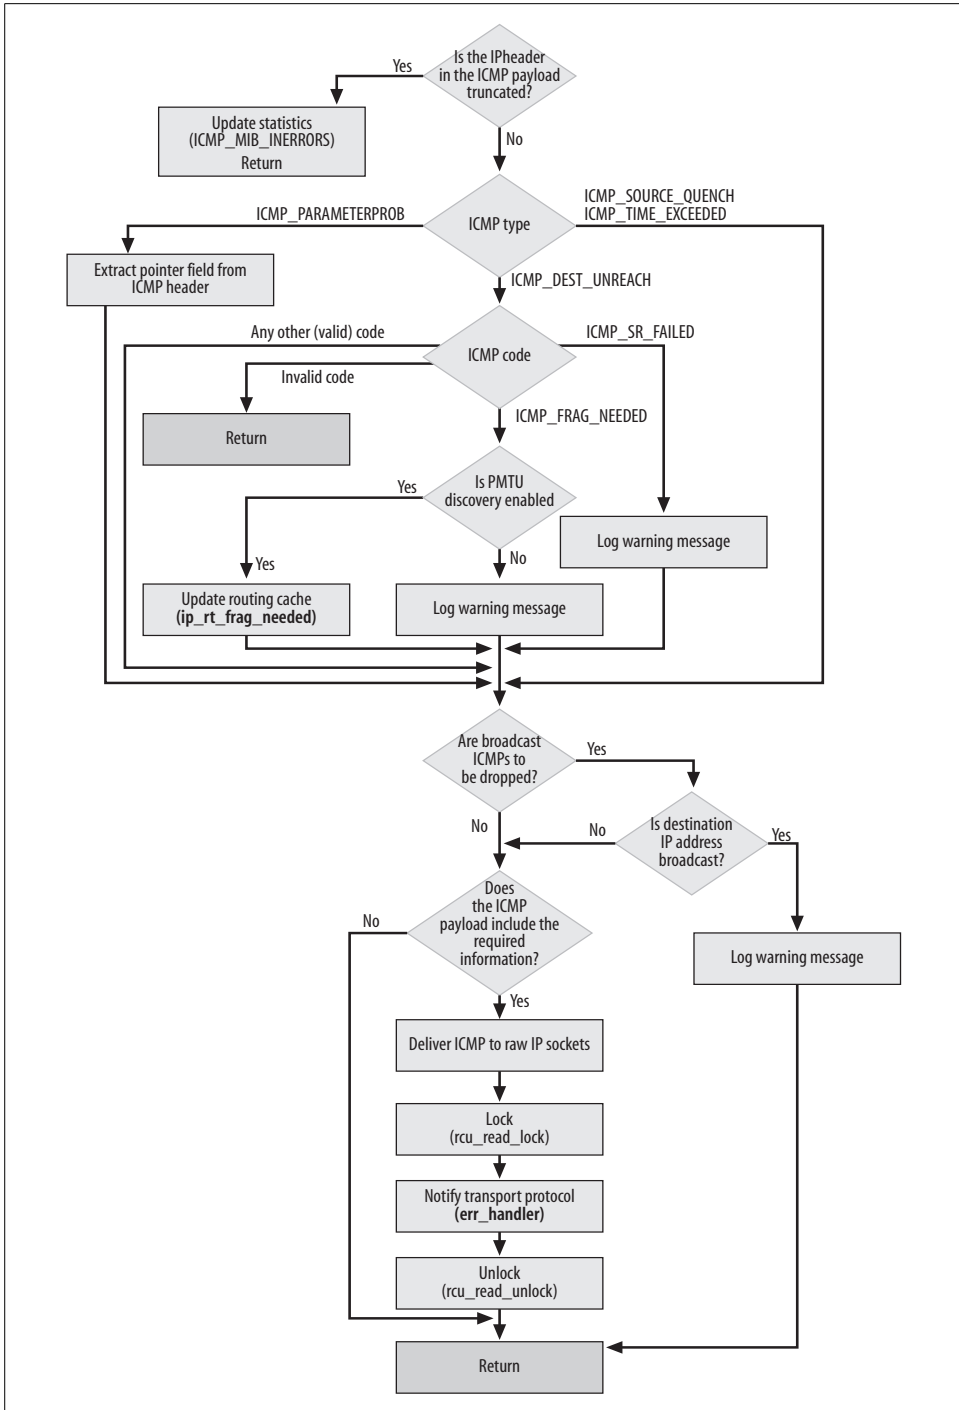 Is the IPheader
in the ICMP payload
truncated?
Yes
Update statistics
(ICMP_MIB_INERRORS)
Return
No
ICMP_PARAMETERPROB
ICMP type
ICMP_SOURCE_QUENCH
ICMP_TIME_EXCEEDED
Extract pointer field from
ICMP header
ICMP_DEST_UNREACH
Any other (valid) code
ICMP code
ICMP_SR_FAILED
Invalid code
Return
ICMP_FRAG_NEEDED
Yes
Is PMTU
discovery enabled
Log warning message
Yes
No
Update routing cache
(ip_rt_frag_needed)
Log warning message
Are broadcast
ICMPs to
be dropped?
Yes
No
No
Is destination
IP address
broadcast?
Yes
Does
the ICMP
payload include the
required
information?
No
Log warning message
Yes
Deliver ICMP to raw IP sockets
Lock
(rcu_read_lock)
Notify transport protocol
(err_handler)
Unlock
(rcu_read_unlock)
Return